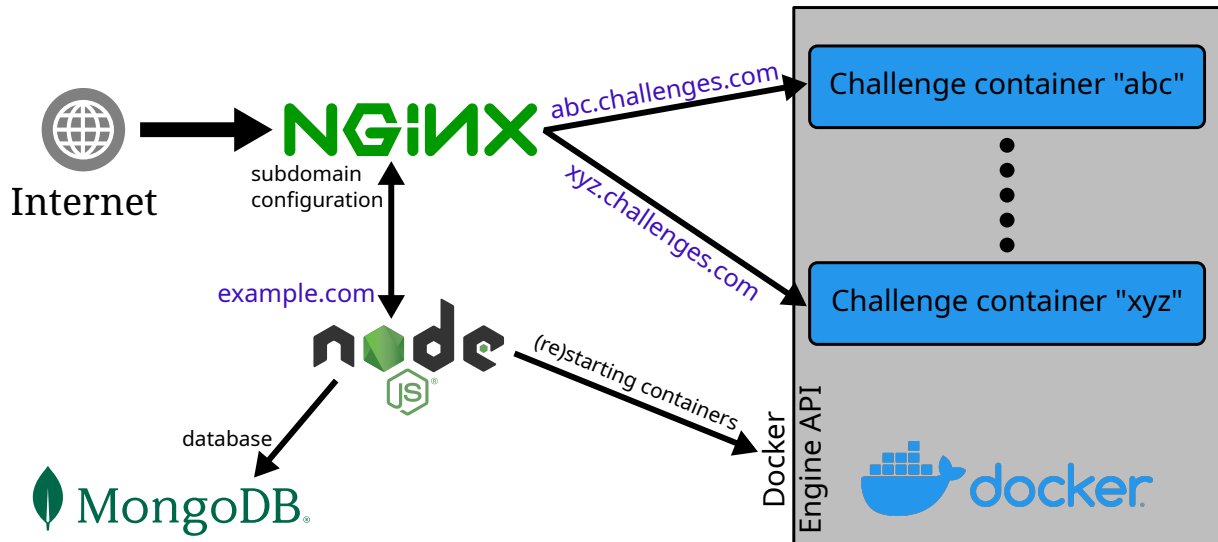 Internet
NGiNX
abc.challenges.com
xyz.challenges.com
Challenge container "abc"
Challenge container "xyz"
subdomain
configuration
example.com
node
JS®
(re)starting containers
database
MongoDB®
Docker
Engine API
docker